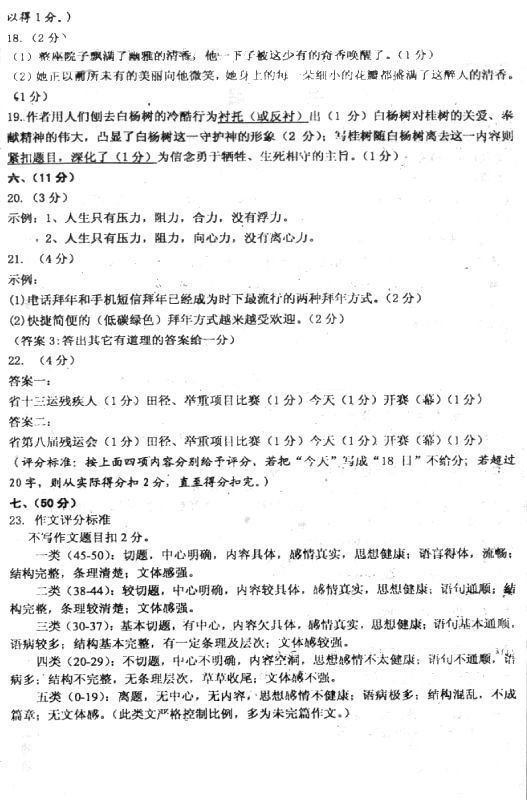 以得1分。)
18.(2分)
(1)整座院子飘满了幽雅的清香，他一下子被这少有的奇香唤醒了。(1分)
(2)她正以前所未有的美丽向他微笑，她身上的每一朵细小的花瓣都盛满了这醉人的清香。
(1分)
19.作者用人们刨去白杨树的冷酷行为衬托（或反衬）出（1分）白杨树对桂树的关爱、奉
献精神的伟大，凸显了白杨树这一守护神的形象（2分）；写桂树随白杨树离去这一内容则
紧扣题目，深化了（1分）为信念勇于牺牲、生死相守的主旨。（1分）
六、(11分)
20.（3分）
示例：1、人生只有压力，阻力，合力，没有浮力。
2、人生只有压力，阻力，向心力，没有离心力。
21.（4分）
示例：
(1)电话拜年和手机短信拜年已经成为时下最流行的两种拜年方式。（2分）
(2)快捷简便的（低碳绿色）拜年方式越来越受欢迎。（2分）
（答案3:答出其它有道理的答案给一分）
22.（4分）
答案一：
省十三运残疾人（1分）田径、举重项目比赛（1分）今天（1分）开赛（幕）（1分）
答案二：
省第八届残运会（1分）田径、举重项目比赛（1分）今天（1分）开赛（幕）（1分）
（评分标准：按上面四项内容分别给予评分，若把“今天”写成“18日”不给分；若超过
20字，则从实际得分扣2分，直至得分扣完。）
七、(50分)
23. 作文评分标准
不写作文题目扣2分。
一类（45-50）：切题，中心明确，内容具体，感情真实，思想健康；语言得体，流畅；
结构完整，条理清楚；文体感强。
二类（38-44）：较切题，中心明确，内容较具体，感情真实，思想健康；语句通顺；结
构完整，条理较清楚；文体感强。
三类（30-37）：基本切题，有中心，内容欠具体，感情真实，思想健康；语句基本通顺，
语病较多；结构基本完整，有一定条理及层次；文体感较强。
四类（20-29）：不切题，中心不明确，内容空洞，思想感情不太健康；语句不通顺，语
病多；结构不完整，无条理层次，草草收尾；文体感不强。
五类（0-19）：离题，无中心，无内容，思想感情不健康；语病极多；结构混乱，不成
篇章；无文体感。（此类文严格控制比例，多为未完篇作文。）